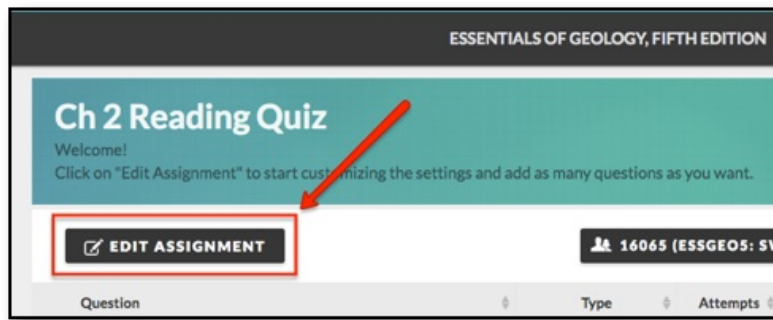 ESSENTIALS OF GEOLOGY, FIFTH EDITION
Ch 2 Reading Quiz
Welcome!
Click on "Edit Assignment" to start customizing the settings and add as many questions as you want.
EDIT ASSIGNMENT
16065 (ESSGEO5: SV
Question Type Attempts